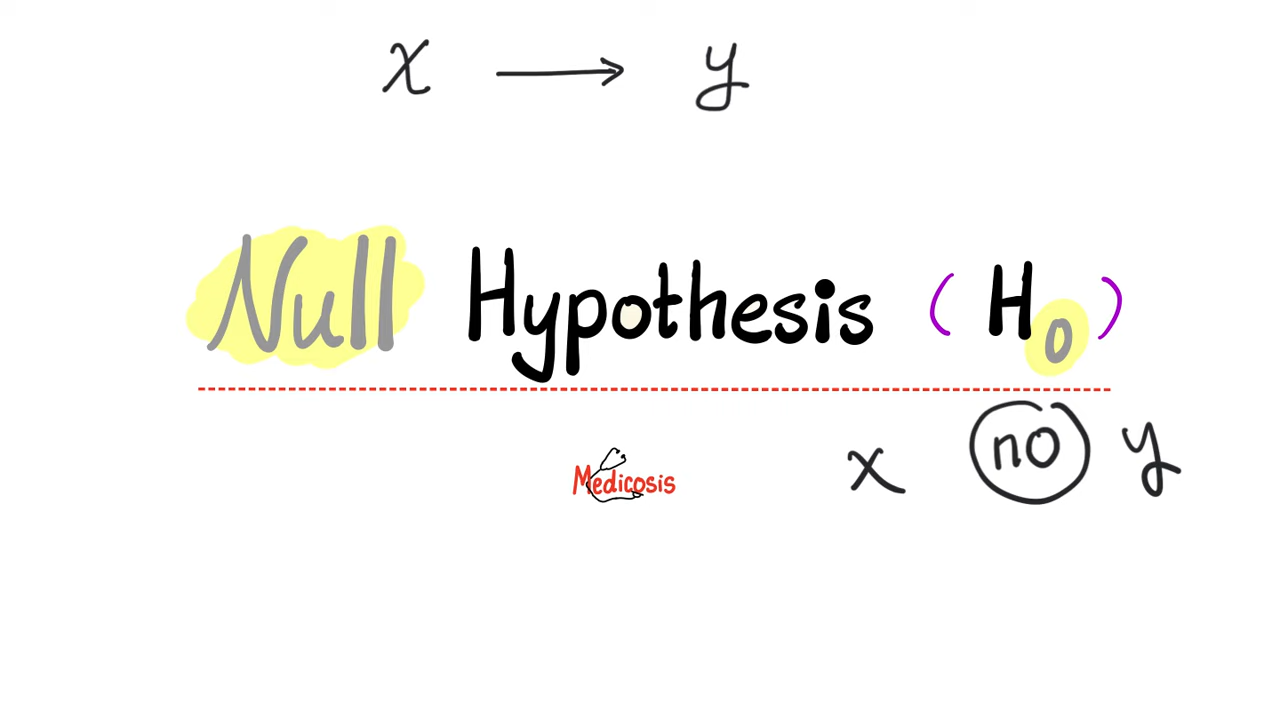 x → y
Null Hypothesis (H₀)
x no y
Medicosis